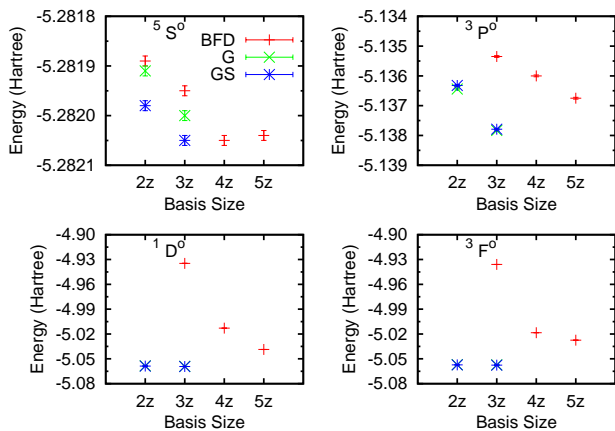 ⁵ S° BFD
G
GS
Energy (Hartree)
-5.2818
-5.2819
-5.2820
-5.2821
2z 3z 4z 5z
Basis Size
³ P°
Energy (Hartree)
-5.134
-5.135
-5.136
-5.137
-5.138
-5.139
2z 3z 4z 5z
Basis Size
¹ D°
Energy (Hartree)
-4.90
-4.93
-4.96
-4.99
-5.02
-5.05
-5.08
2z 3z 4z 5z
Basis Size
³ F°
Energy (Hartree)
-4.90
-4.93
-4.96
-4.99
-5.02
-5.05
-5.08
2z 3z 4z 5z
Basis Size